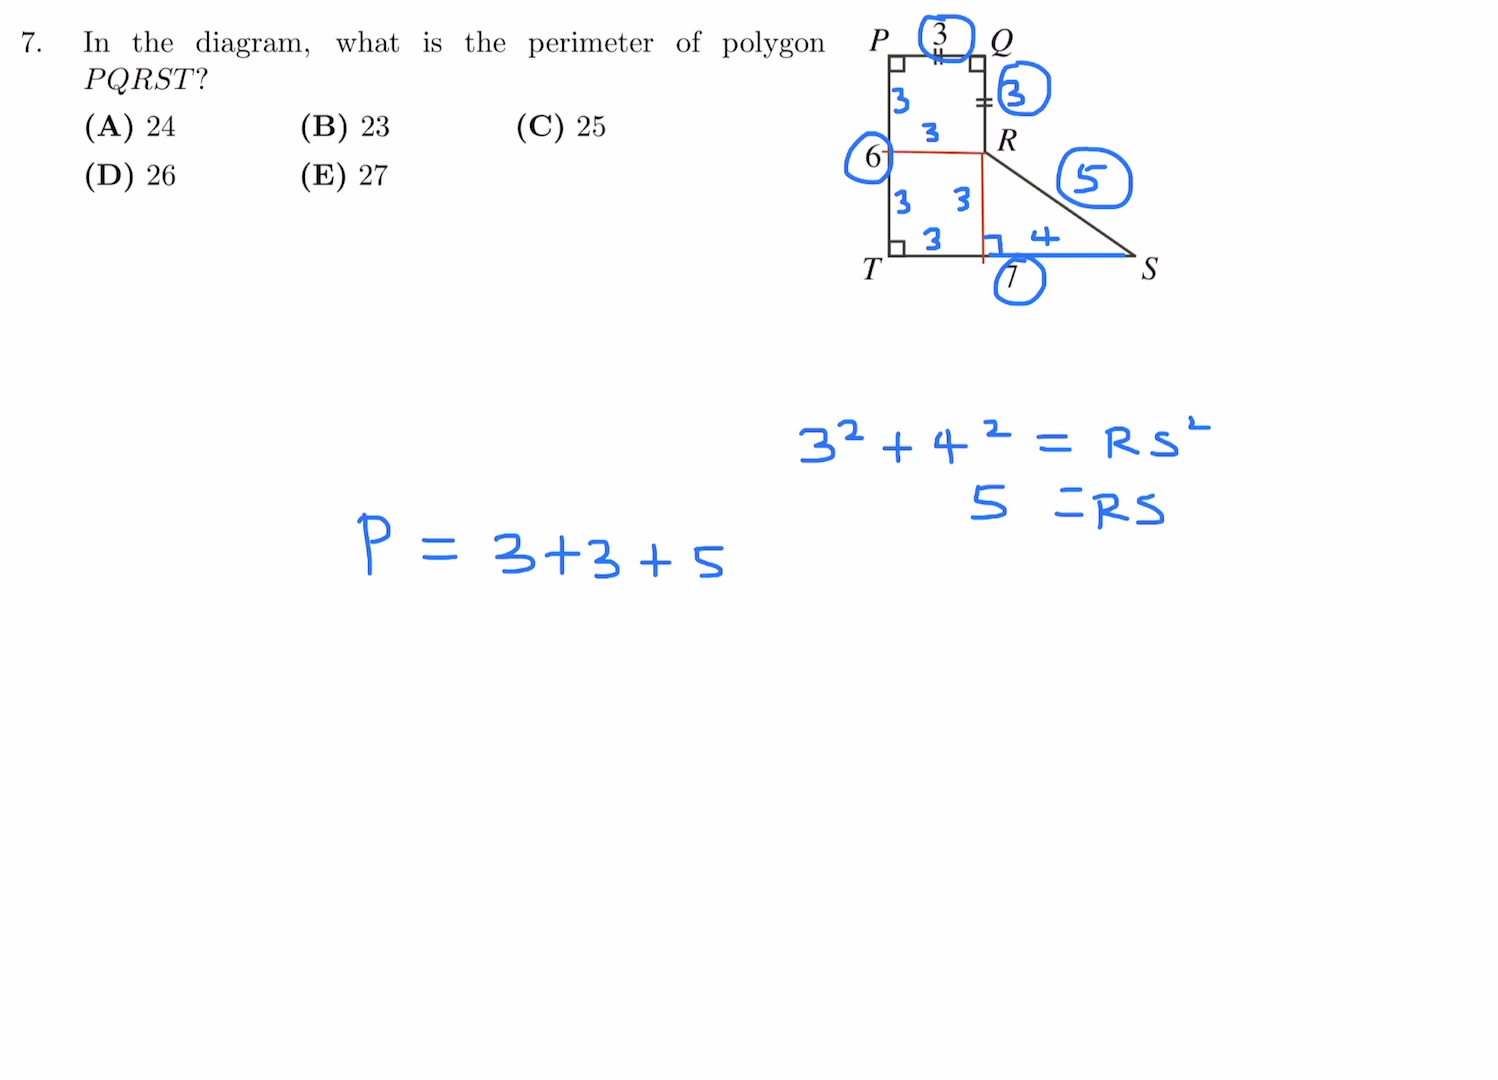 7. In the diagram, what is the perimeter of polygon
PQRST?
(A) 24 (B) 23 (C) 25
(D) 26 (E) 27
P 3 Q
3 3
3 R
6 5
3 3
3 4
T 7 S
3² + 4² = RS²
5 = RS
P = 3+3+5